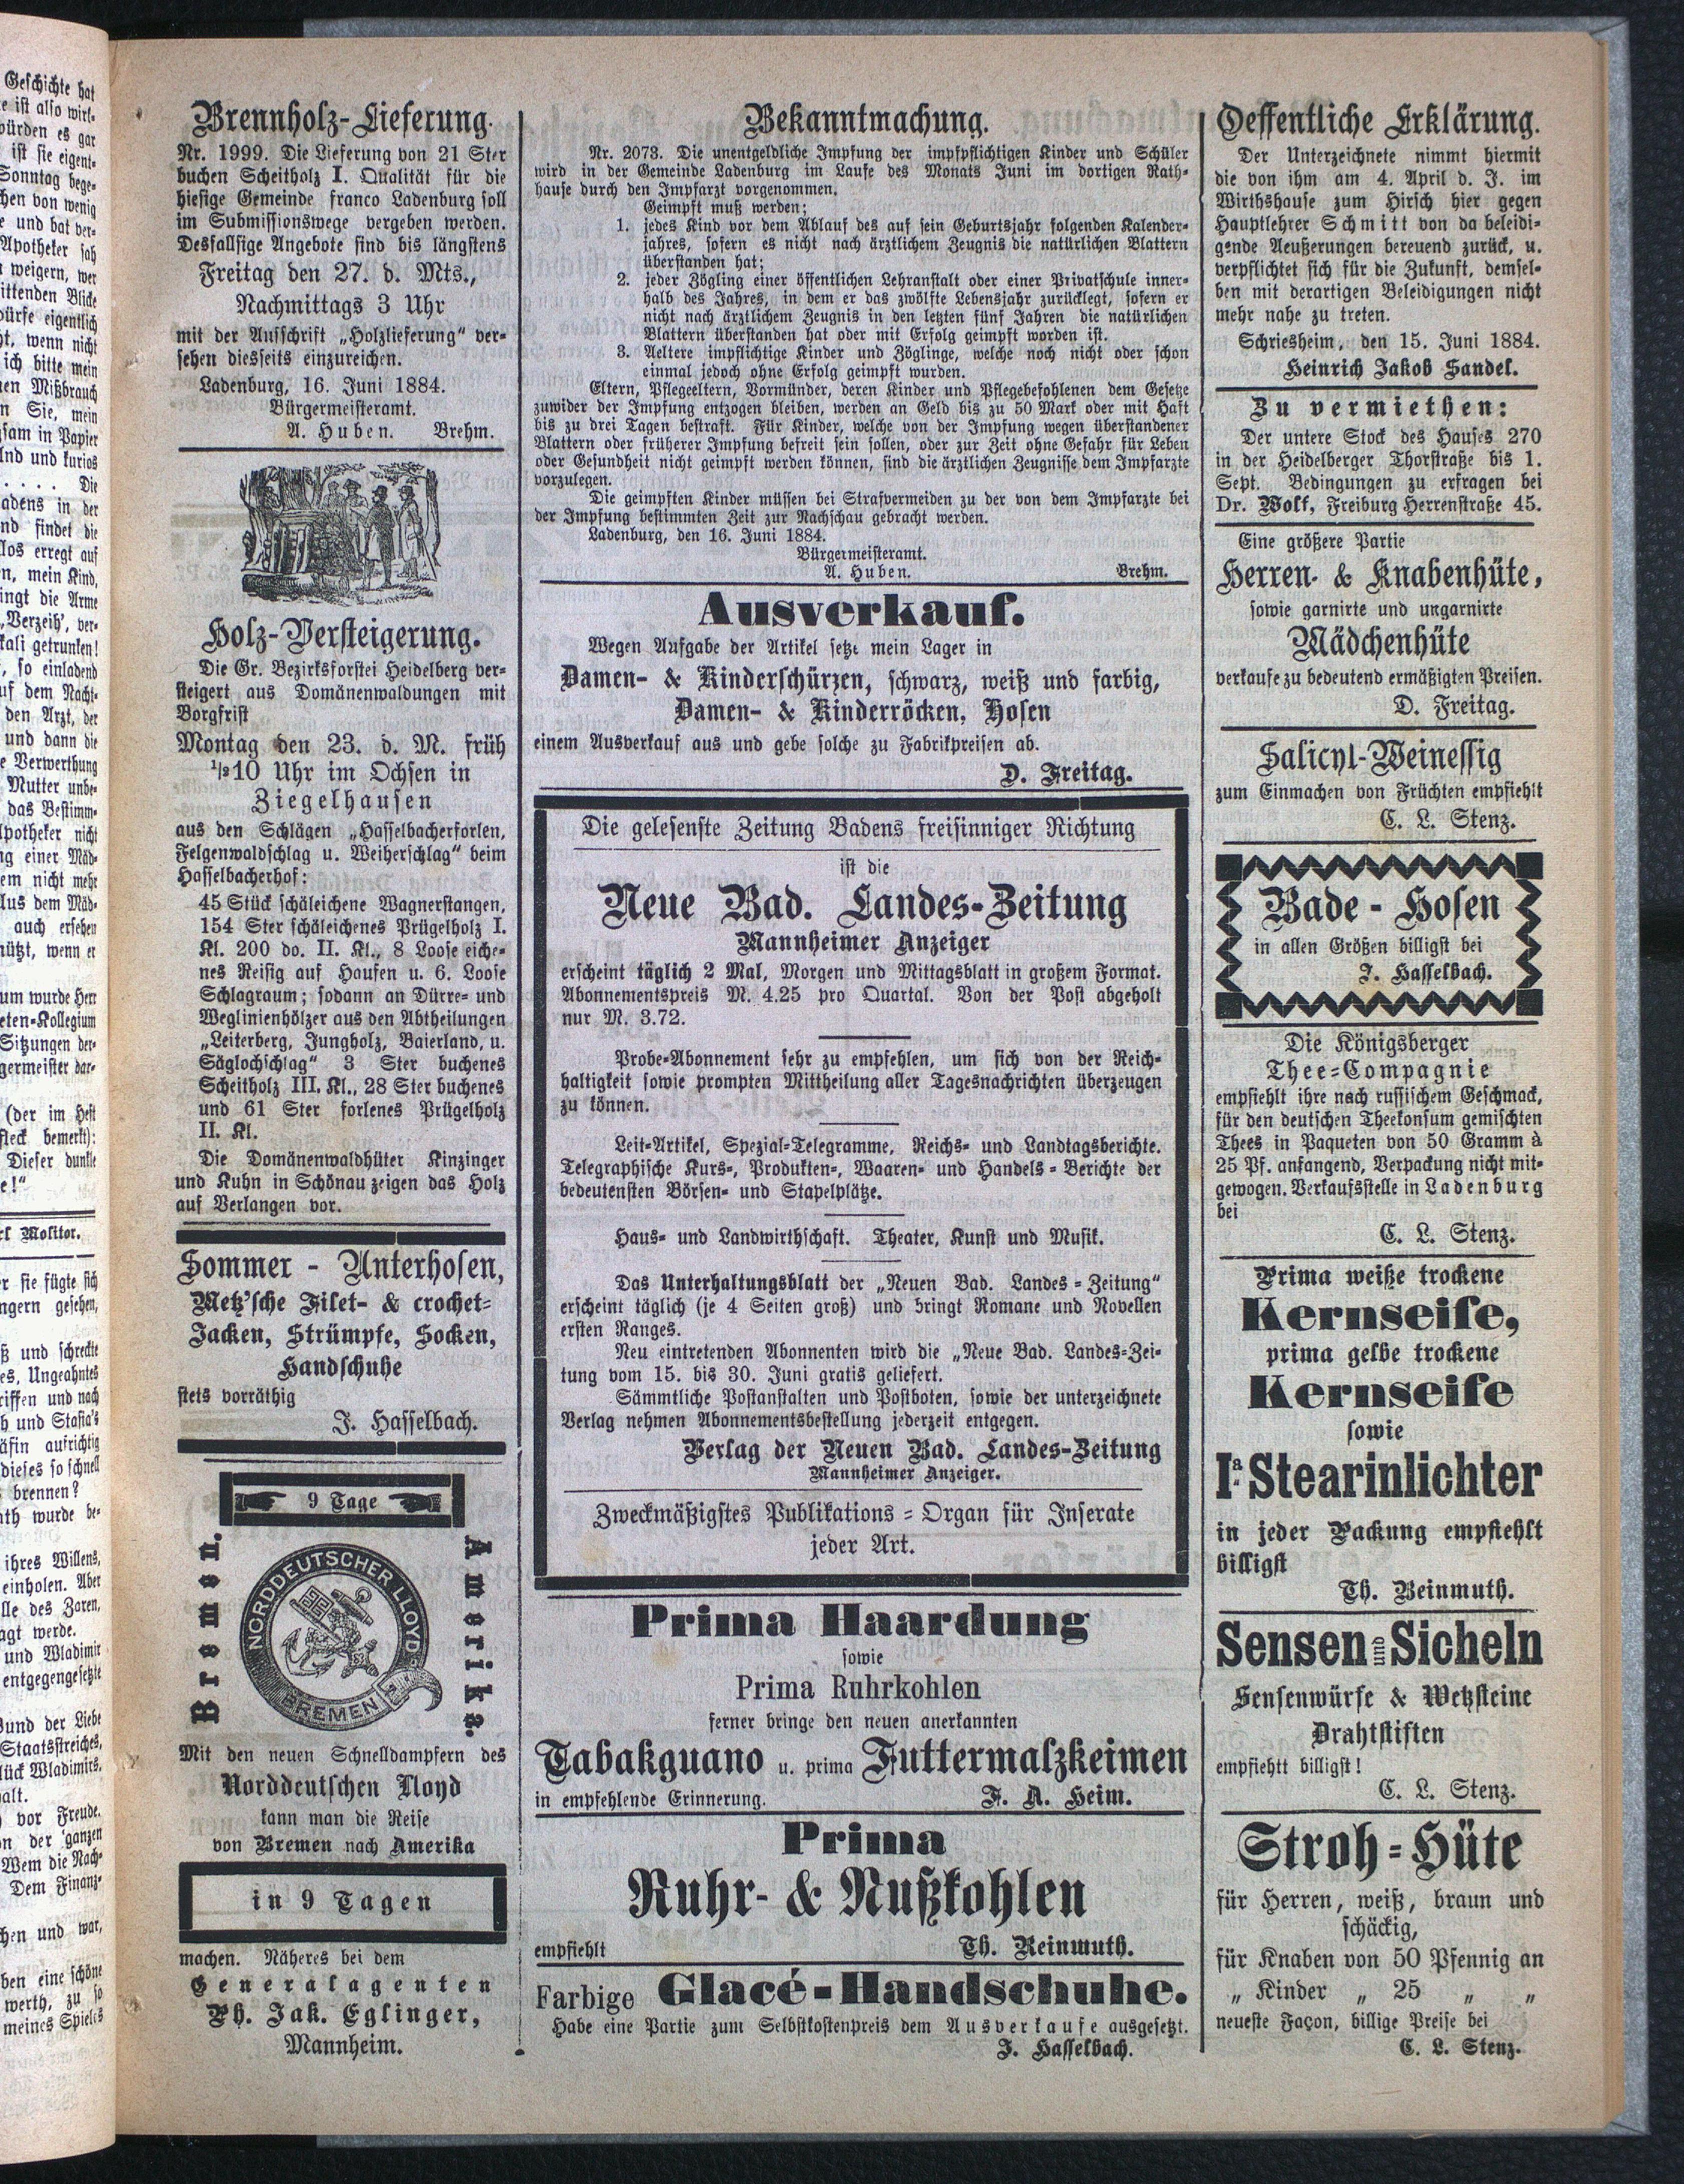 Brennholz-Lieferung.
Nr. 1999. Die Lieferung von 21 Ster
buchen Scheitholz I. Qualität für die
hiesige Gemeinde franco Ladenburg soll
im Submissionswege vergeben werden.
Desfallsige Angebote sind bis längstens
Freitag den 27. d. Mts.,
Nachmittags 3 Uhr
mit der Aufschrift „Holzlieferung“ ver-
sehen diesseits einzureichen.
Ladenburg, 16. Juni 1884.
Bürgermeisteramt.
A. Huben. Brehm.
Holz-Versteigerung.
Die Gr. Bezirksforstei Heidelberg ver-
steigert aus Domänenwaldungen mit
Borgfrist
Montag den 23. d. M. früh
½10 Uhr im Ochsen in
Ziegelhausen
aus den Schlägen „Hasselbacherforlen,
Felgenwaldschlag u. Weiherschlag“ beim
Hasselbacherhof:
45 Stück schäleichene Wagnerstangen,
154 Ster schäleichenes Prügelholz I.
Kl. 200 do. II. Kl., 8 Loose eiche-
nes Reisig auf Haufen u. 6. Loose
Schlagraum; sodann an Dürre- und
Weglinienhölzer aus den Abtheilungen
„Leiterberg, Jungholz, Baierland, u.
Säglochschlag“ 3 Ster buchenes
Scheitholz III. Kl., 28 Ster buchenes
und 61 Ster forlenes Prügelholz
II. Kl.
Die Domänenwaldhüter Kinzinger
und Kuhn in Schönau zeigen das Holz
auf Verlangen vor.
Sommer - Unterhosen,
Metz'sche Filet- & crochet-
Jacken, Strümpfe, Socken,
Handschuhe
stets vorräthig
J. Hasselbach.
9 Tage
Bremen.
Amerika.
NORDDEUTSCHER LLOYD
BREMEN
Mit den neuen Schnelldampfern des
Norddeutschen Lloyd
kann man die Reise
von Bremen nach Amerika
in 9 Tagen
machen. Näheres bei dem
Generalagenten
Ph. Jak. Eglinger,
Mannheim.
Bekanntmachung.
Nr. 2073. Die unentgeldliche Impfung der impfpflichtigen Kinder und Schüler
wird in der Gemeinde Ladenburg im Laufe des Monats Juni im dortigen Rath-
hause durch den Impfarzt vorgenommen.
Geimpft muß werden;
1. jedes Kind vor dem Ablauf des auf sein Geburtsjahr folgenden Kalender-
jahres, sofern es nicht nach ärztlichem Zeugnis die natürlichen Blattern
überstanden hat;
2. jeder Zögling einer öffentlichen Lehranstalt oder einer Privatschule inner-
halb des Jahres, in dem er das zwölfte Lebensjahr zurücklegt, sofern er
nicht nach ärztlichem Zeugnis in den letzten fünf Jahren die natürlichen
Blattern überstanden hat oder mit Erfolg geimpft worden ist.
3. Aeltere impflichtige Kinder und Zöglinge, welche noch nicht oder schon
einmal jedoch ohne Erfolg geimpft wurden.
Eltern, Pflegeeltern, Vormünder, deren Kinder und Pflegebefohlenen dem Gesetze
zuwider der Impfung entzogen bleiben, werden an Geld bis zu 50 Mark oder mit Haft
bis zu drei Tagen bestraft. Für Kinder, welche von der Impfung wegen überstandener
Blattern oder früherer Impfung befreit sein sollen, oder zur Zeit ohne Gefahr für Leben
oder Gesundheit nicht geimpft werden können, sind die ärztlichen Zeugnisse dem Impfarzte
vorzulegen.
Die geimpften Kinder müssen bei Strafvermeiden zu der von dem Impfarzte bei
der Impfung bestimmten Zeit zur Nachschau gebracht werden.
Ladenburg, den 16. Juni 1884.
Bürgermeisteramt.
A. Huben. Brehm.
Ausverkauf.
Wegen Aufgabe der Artikel setze mein Lager in
Damen- & Kinderschürzen, schwarz, weiß und farbig,
Damen- & Kinderröcken, Hosen
einem Ausverkauf aus und gebe solche zu Fabrikpreisen ab.
D. Freitag.
Die gelesenste Zeitung Badens freisinniger Richtung
ist die
Neue Bad. Landes-Zeitung
Mannheimer Anzeiger
erscheint täglich 2 Mal, Morgen und Mittagsblatt in großem Format.
Abonnementspreis M. 4.25 pro Quartal. Von der Post abgeholt
nur M. 3.72.
Probe-Abonnement sehr zu empfehlen, um sich von der Reich-
haltigkeit sowie prompten Mittheilung aller Tagesnachrichten überzeugen
zu können.
Leit-Artikel, Spezial-Telegramme, Reichs- und Landtagsberichte.
Telegraphische Kurs-, Produkten-, Waaren- und Handels-Berichte der
bedeutensten Börsen- und Stapelplätze.
Haus- und Landwirthschaft. Theater, Kunst und Musik.
Das Unterhaltungsblatt der „Neuen Bad. Landes-Zeitung“
erscheint täglich (je 4 Seiten groß) und bringt Romane und Novellen
ersten Ranges.
Neu eintretenden Abonnenten wird die „Neue Bad. Landes-Zei-
tung vom 15. bis 30. Juni gratis geliefert.
Sämmtliche Postanstalten und Postboten, sowie der unterzeichnete
Verlag nehmen Abonnementsbestellung jederzeit entgegen.
Verlag der Neuen Bad. Landes-Zeitung
Mannheimer Anzeiger.
Zweckmäßigstes Publikations-Organ für Inserate
jeder Art.
Prima Haardung
sowie
Prima Ruhrkohlen
ferner bringe den neuen anerkannten
Tabakguano u. prima Futtermalzkeimen
in empfehlende Erinnerung. F. A. Heim.
Prima
Ruhr- & Nußkohlen
empfiehlt Th. Reinmuth.
Farbige Glacé-Handschuhe.
Habe eine Partie zum Selbstkostenpreis dem Ausverkaufe ausgesetzt.
J. Hasselbach.
Oeffentliche Erklärung.
Der Unterzeichnete nimmt hiermit
die von ihm am 4. April d. J. im
Wirthshause zum Hirsch hier gegen
Hauptlehrer Schmitt von da beleidi-
gende Aeußerungen bereuend zurück, u.
verpflichtet sich für die Zukunft, demsel-
ben mit derartigen Beleidigungen nicht
mehr nahe zu treten.
Schriesheim, den 15. Juni 1884.
Heinrich Jakob Sandel.
Zu vermiethen:
Der untere Stock des Hauses 270
in der Heidelberger Thorstraße bis 1.
Sept. Bedingungen zu erfragen bei
Dr. Wolf, Freiburg Herrenstraße 45.
Eine größere Partie
Herren- & Knabenhüte,
sowie garnirte und ungarnirte
Mädchenhüte
verkaufe zu bedeutend ermäßigten Preisen.
D. Freitag.
Salicyl-Weinessig
zum Einmachen von Früchten empfiehlt
C. L. Stenz.
Bade - Hosen
in allen Größen billigst bei
J. Hasselbach.
Die Königsberger
Thee-Compagnie
empfiehlt ihre nach russischem Geschmack,
für den deutschen Theekonsum gemischten
Thees in Paqueten von 50 Gramm à
25 Pf. anfangend, Verpackung nicht mit-
gewogen. Verkaufsstelle in Ladenburg
bei
C. L. Stenz.
Prima weiße trockene
Kernseife,
prima gelbe trockene
Kernseife
sowie
Iª Stearinlichter
in jeder Packung empfiehlt
billigst
Th. Reinmuth.
Sensen und Sicheln
Sensenwürfe & Wetzsteine
Drahtstiften
empfiehtt billigst!
C. L. Stenz.
Stroh-Hüte
für Herren, weiß, braun und
schäckig,
für Knaben von 50 Pfennig an
„ Kinder „ 25 „ „
neueste Façon, billige Preise bei
C. L. Stenz.